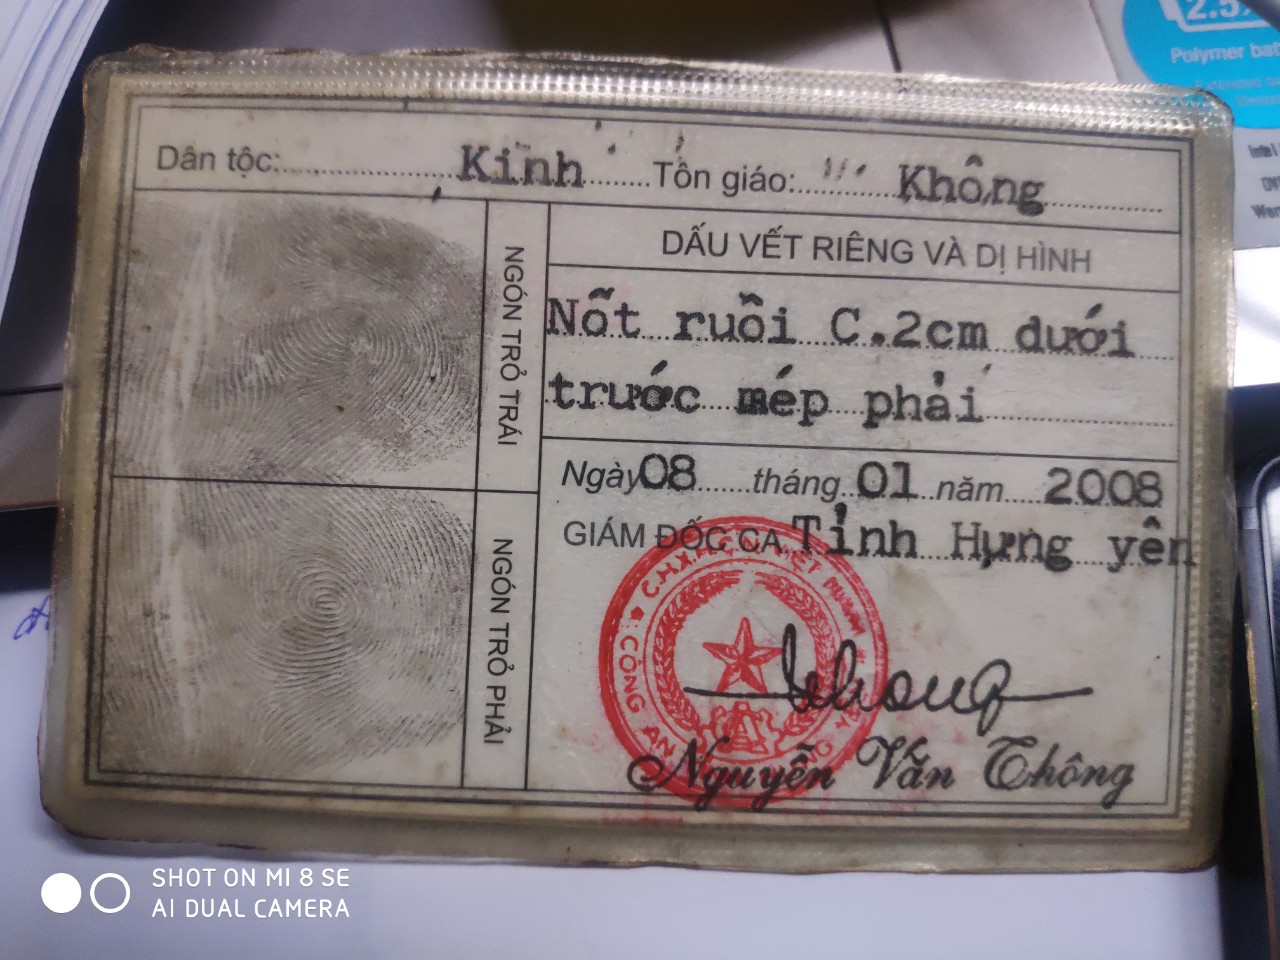 Dân tộc: Kinh Tôn giáo: Không
NGÓN TRỎ TRÁI
DẤU VẾT RIÊNG VÀ DỊ HÌNH
Nốt ruồi C.2cm dưới
trước mép phải
NGÓN TRỎ PHẢI
Ngày 08 tháng 01 năm 2008
GIÁM ĐỐC CA Tỉnh Hưng yên
C.H.X.H.C.N. VIỆT NAM
CÔNG AN
Nguyễn Văn Thông
2.5
Polymer
SHOT ON MI 8 SE
AI DUAL CAMERA